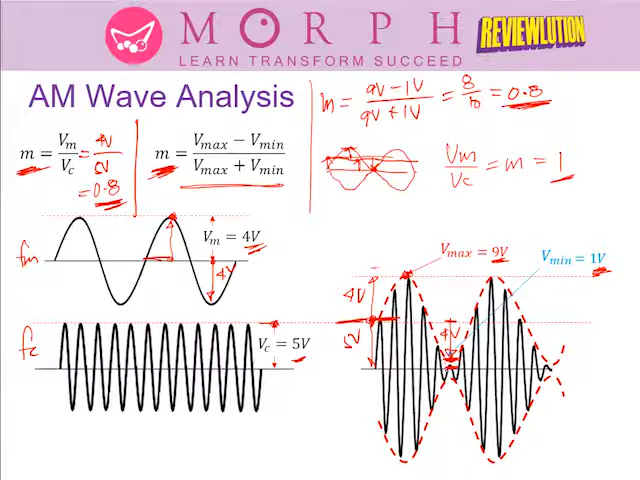 MORPH
LEARN TRANSFORM SUCCEED
REVIEWLUTION
AM Wave Analysis
m = Vm/Vc = 4V/5V
= 0.8
m = (Vmax − Vmin)/(Vmax + Vmin)
m = (9V − 1V)/(9V + 1V) = 8/10 = 0.8
Vm/Vc = m = 1
fm
Vm = 4V
4V
fc
Vc = 5V
Vmax = 9V
Vmin = 1V
4V
5V
4V